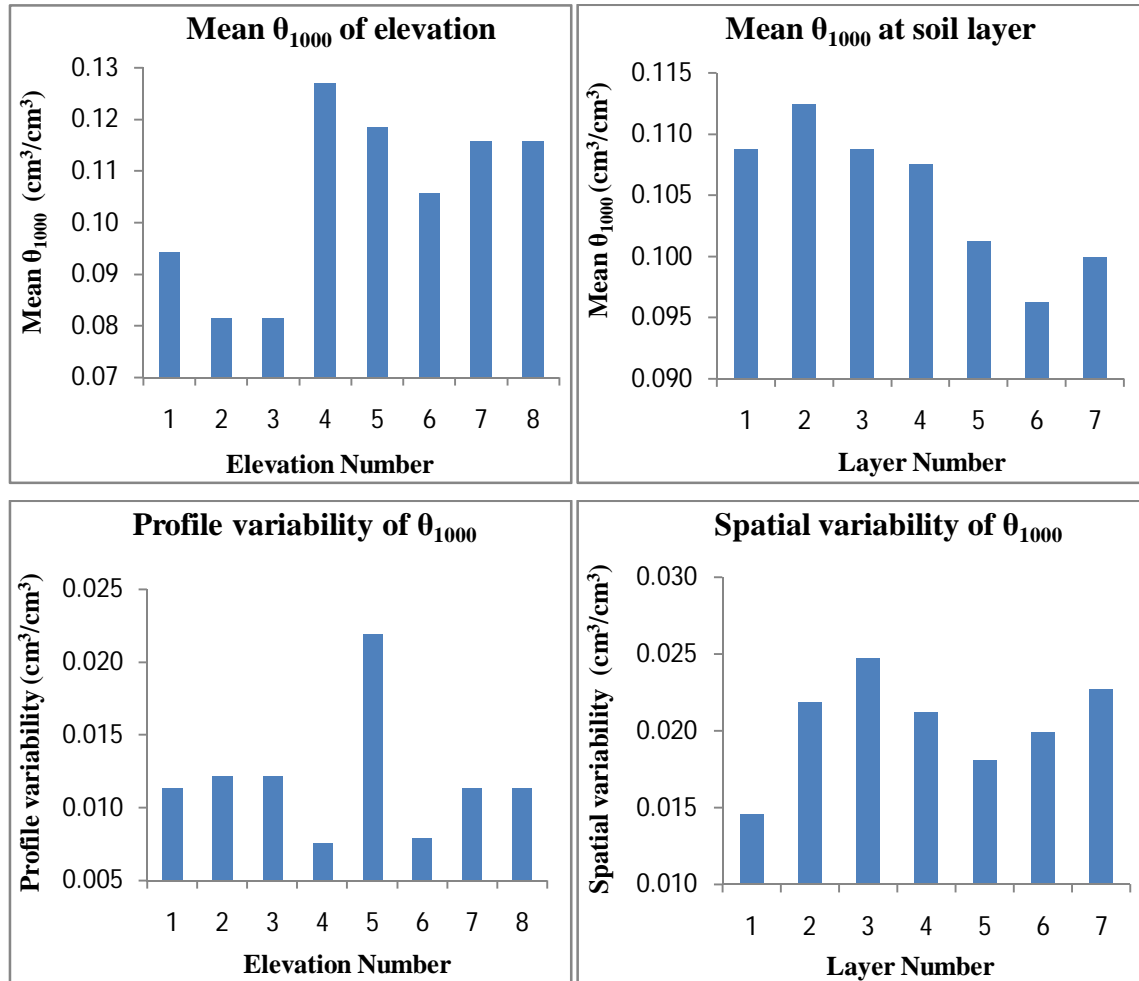 Mean θ1000 of elevation
Mean θ1000 (cm³/cm³)
0.13
0.12
0.11
0.10
0.09
0.08
0.07
1 2 3 4 5 6 7 8
Elevation Number
Mean θ1000 at soil layer
Mean θ1000 (cm³/cm³)
0.115
0.110
0.105
0.100
0.095
0.090
1 2 3 4 5 6 7
Layer Number
Profile variability of θ1000
Profile variability (cm³/cm³)
0.025
0.020
0.015
0.010
0.005
1 2 3 4 5 6 7 8
Elevation Number
Spatial variability of θ1000
Spatial variability (cm³/cm³)
0.030
0.025
0.020
0.015
0.010
1 2 3 4 5 6 7
Layer Number